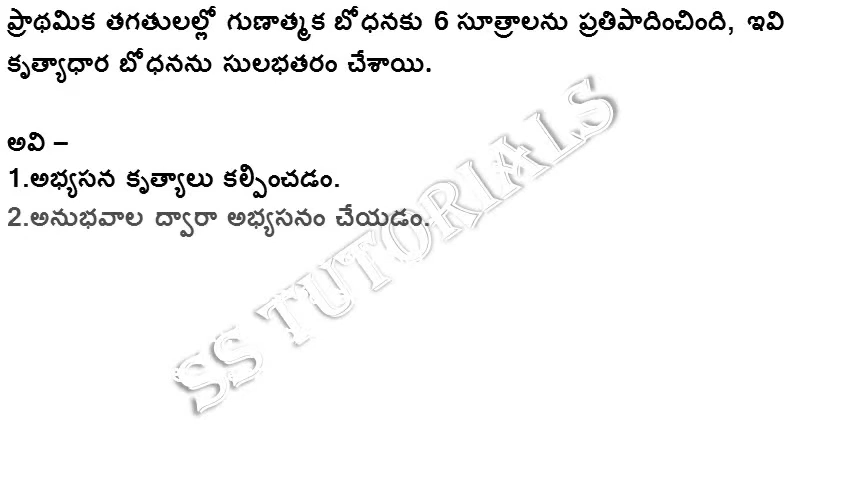 ప్రాథమిక తగతులల్లో గుణాత్మక బోధనకు 6 సూత్రాలను ప్రతిపాదించింది, ఇవి
కృత్యాధార బోధనను సులభతరం చేశాయి.
అవి –
1.అభ్యసన కృత్యాలు కల్పించడం.
2.అనుభవాల ద్వారా అభ్యసనం చేయడం.
SS TUTORIALS